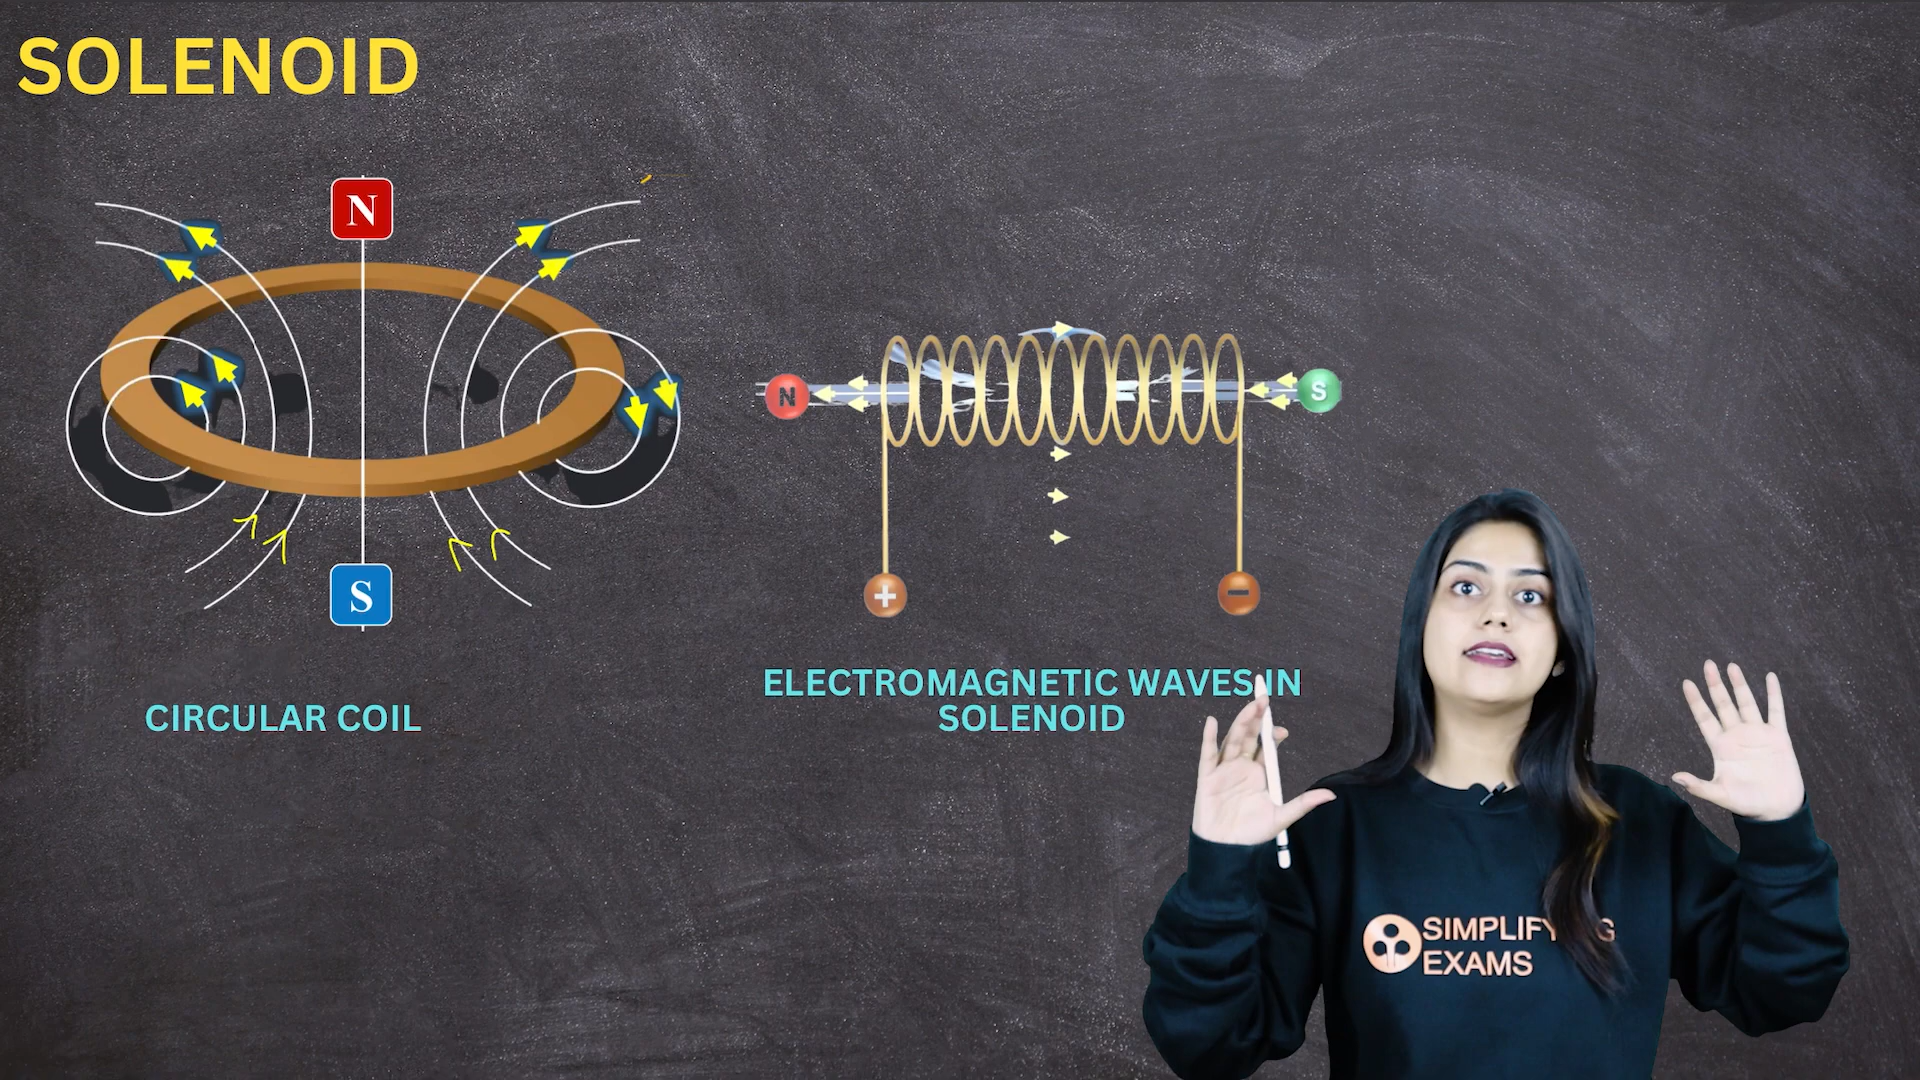 SOLENOID
N
S
CIRCULAR COIL
N
S
+
-
ELECTROMAGNETIC WAVES IN
SOLENOID
EXAMS